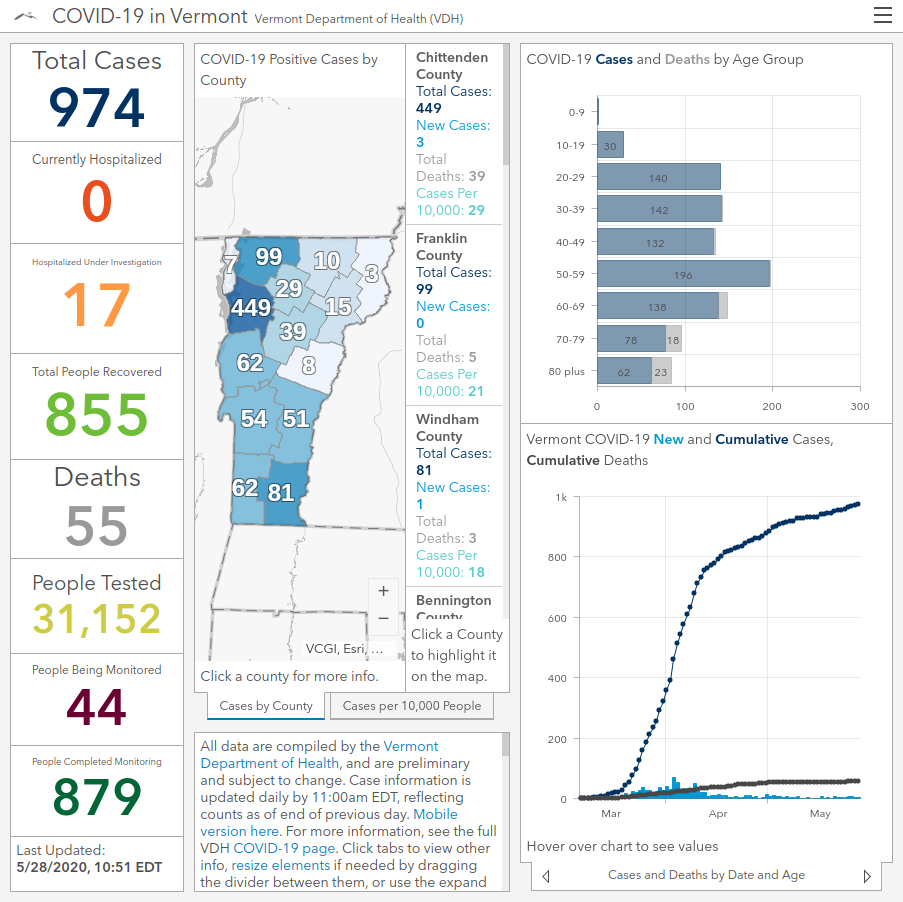 COVID-19 in Vermont Vermont Department of Health (VDH)
Total Cases
974
Currently Hospitalized
0
Hospitalized Under Investigation
17
Total People Recovered
855
Deaths
55
People Tested
31,152
People Being Monitored
44
People Completed Monitoring
879
Last Updated:
5/28/2020, 10:51 EDT
COVID-19 Positive Cases by
County
7
99
10
3
29
449
15
39
62
8
54
51
62
81
+
−
VCGI, Esri, ...
Click a county for more info.
Chittenden
County
Total Cases:
449
New Cases:
3
Total
Deaths: 39
Cases Per
10,000: 29
Franklin
County
Total Cases:
99
New Cases:
0
Total
Deaths: 5
Cases Per
10,000: 21
Windham
County
Total Cases:
81
New Cases:
1
Total
Deaths: 3
Cases Per
10,000: 18
Bennington
County
Click a County
to highlight it
on the map.
Cases by County
Cases per 10,000 People
All data are compiled by the Vermont
Department of Health, and are preliminary
and subject to change. Case information is
updated daily by 11:00am EDT, reflecting
counts as of end of previous day. Mobile
version here. For more information, see the full
VDH COVID-19 page. Click tabs to view other
info, resize elements if needed by dragging
the divider between them, or use the expand
COVID-19 Cases and Deaths by Age Group
0-9
10-19 30
20-29 140
30-39 142
40-49 132
50-59 196
60-69 138
70-79 78 18
80 plus 62 23
0 100 200 300
Vermont COVID-19 New and Cumulative Cases,
Cumulative Deaths
1k
800
600
400
200
0
Mar Apr May
Hover over chart to see values
Cases and Deaths by Date and Age